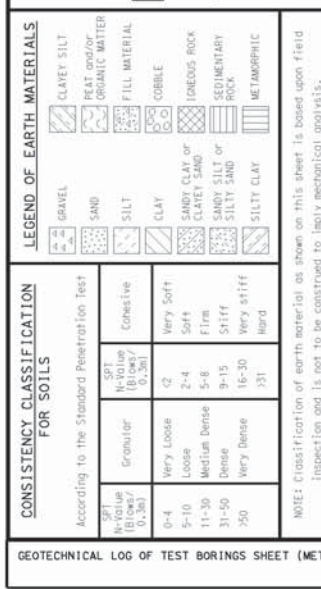 LEGEND OF EARTH MATERIALS
GRAVEL
SAND
SILT
CLAY
SANDY CLAY or
CLAYEY SAND
SANDY SILT or
SILTY SAND
SILTY CLAY
CLAYEY SILT
PEAT and/or
ORGANIC MATTER
FILL MATERIAL
COBBLE
IGNEOUS ROCK
SEDIMENTARY
ROCK
METAMORPHIC
CONSISTENCY CLASSIFICATION
FOR SOILS
According to the Standard Penetration Test
SPT
N-Value
(Blows/
0.3m)
Granular
SPT
N-Value
(Blows/
0.3m)
Cohesive
0-4 Very Loose <2 Very Soft
5-10 Loose 2-4 Soft
11-30 Medium Dense 5-8 Firm
31-50 Dense 9-15 Stiff
>50 Very Dense 16-30 Very stiff
>31 Hard
NOTE: Classification of earth material as shown on this sheet is based upon field
inspection and is not to be construed to imply mechanical analysis.
GEOTECHNICAL LOG OF TEST BORINGS SHEET (MET